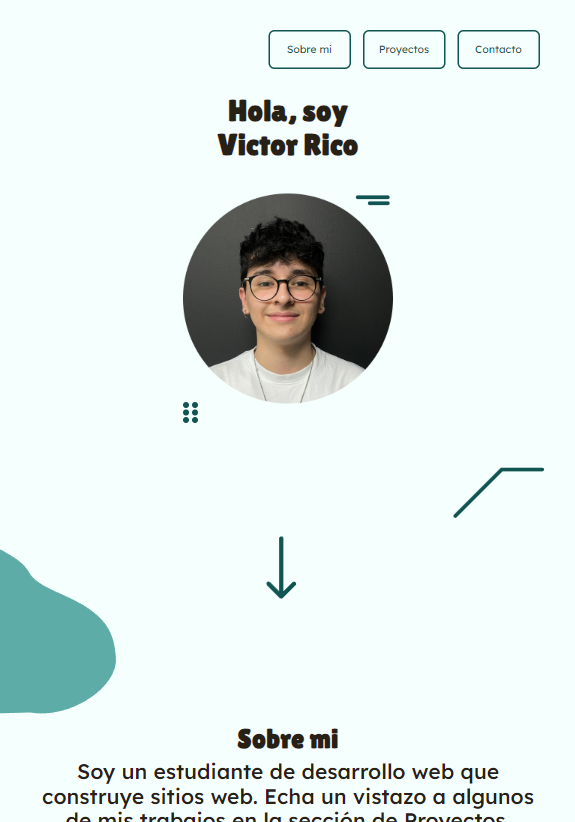 Sobre mi
Proyectos
Contacto
Hola, soy
Victor Rico
Sobre mi
Soy un estudiante de desarrollo web que
construye sitios web. Echa un vistazo a algunos
de mis trabajos en la sección de Proyectos